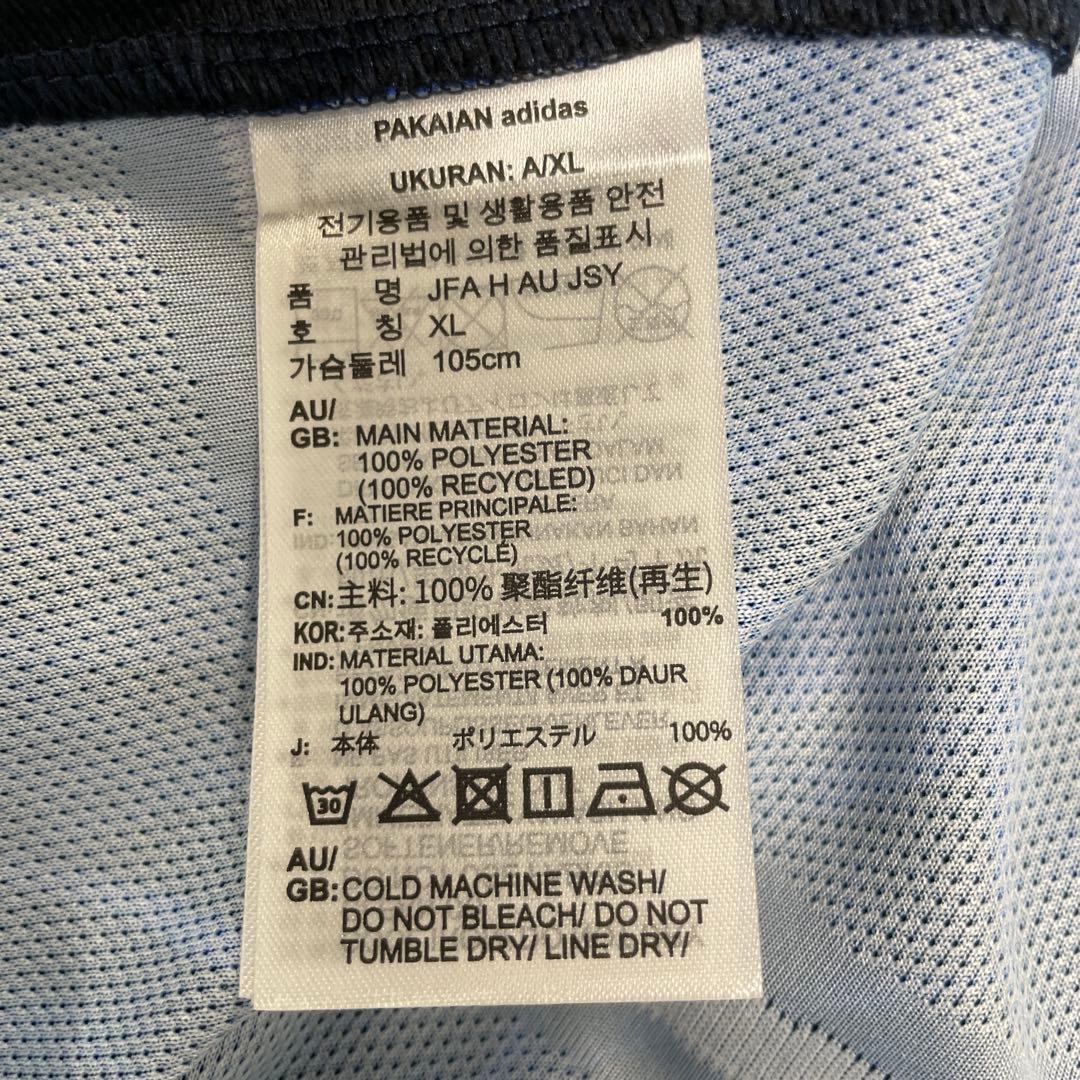 PAKAIAN adidas
UKURAN: A/XL
전기용품 및 생활용품 안전
관리법에 의한 품질표시
품 명 JFA H AU JSY
호 칭 XL
가슴둘레 105cm
AU/
GB: MAIN MATERIAL:
100% POLYESTER
(100% RECYCLED)
F: MATIERE PRINCIPALE:
100% POLYESTER
(100% RECYCLÉ)
CN: 主料: 100% 聚酯纤维(再生)
KOR: 주소재: 폴리에스터 100%
IND: MATERIAL UTAMA:
100% POLYESTER (100% DAUR
ULANG)
J: 本体 ポリエステル 100%
30
AU/
GB: COLD MACHINE WASH/
DO NOT BLEACH/ DO NOT
TUMBLE DRY/ LINE DRY/